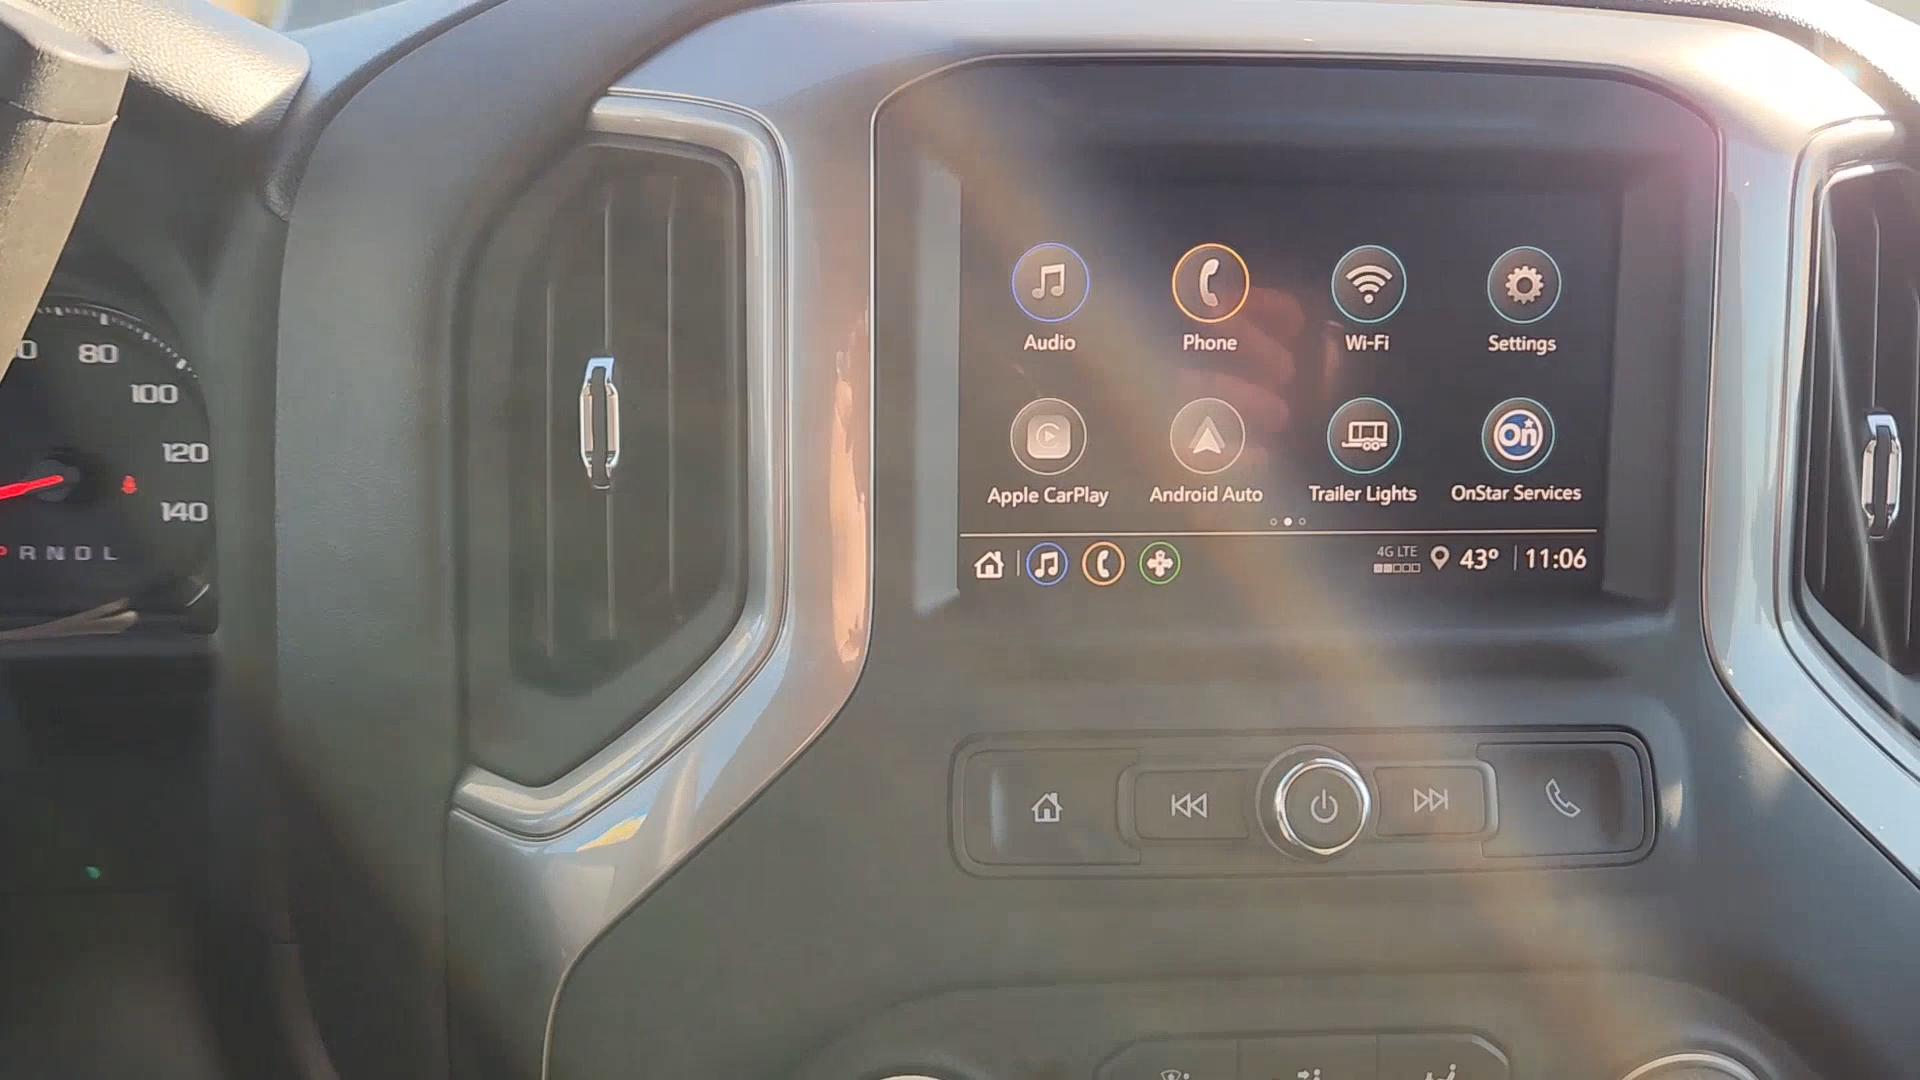 80
100
120
140
R N D L
Audio
Phone
Wi-Fi
Settings
Apple CarPlay
Android Auto
Trailer Lights
On
OnStar Services
4G LTE
43°
11:06